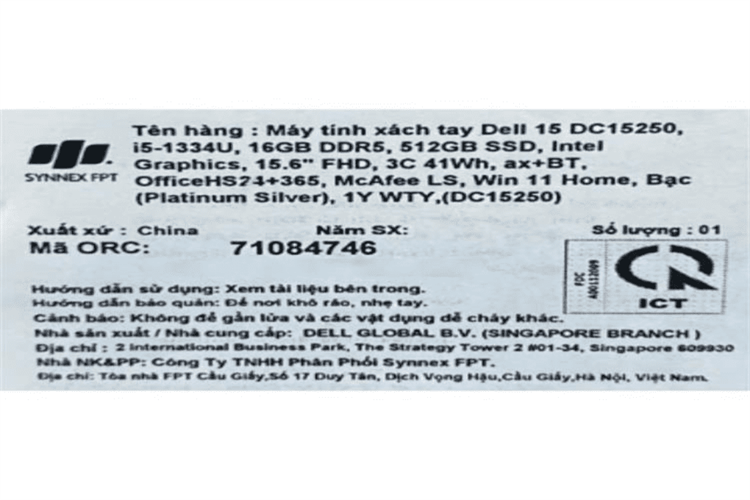 SYNNEX FPT
Tên hàng : Máy tính xách tay Dell 15 DC15250,
i5-1334U, 16GB DDR5, 512GB SSD, Intel
Graphics, 15.6" FHD, 3C 41Wh, ax+BT,
OfficeHS24+365, McAfee LS, Win 11 Home, Bạc
(Platinum Silver), 1Y WTY,(DC15250)
Xuất xứ : China Năm SX: Số lượng : 01
Mã ORC: 71084746
FDC
A00112009
ICT
Hướng dẫn sử dụng: Xem tài liệu bên trong.
Hướng dẫn bảo quản: Để nơi khô ráo, nhẹ tay.
Cảnh báo: Không để gần lửa và các vật dụng dễ cháy khác.
Nhà sản xuất / Nhà cung cấp: DELL GLOBAL B.V. (SINGAPORE BRANCH )
Địa chỉ : 2 International Business Park, The Strategy Tower 2 #01-34, Singapore 609930
Nhà NK&PP: Công Ty TNHH Phân Phối Synnex FPT.
Địa chỉ: Tòa nhà FPT Cầu Giấy,Số 17 Duy Tân, Dịch Vọng Hậu,Cầu Giấy,Hà Nội, Việt Nam.